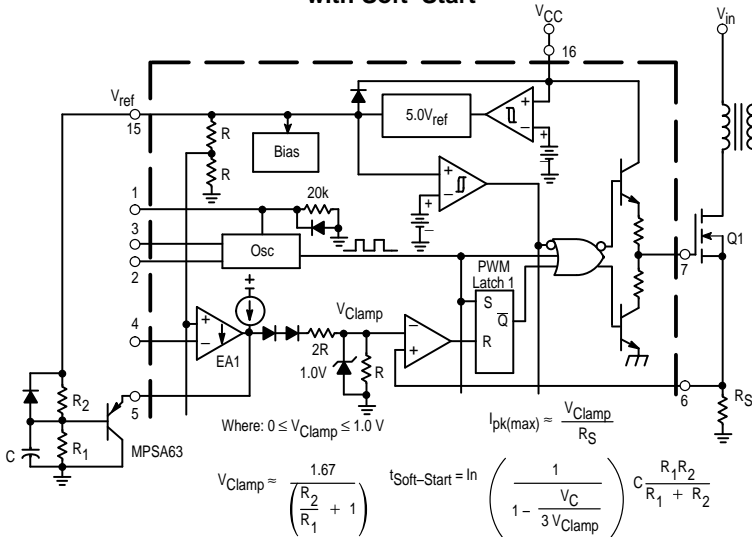 with Soft–Start
VCC
Vin
16
Vref
15
5.0Vref
+
–
+
–
R
Bias
R
+
–
+
–
1
20k
3
Osc
2
7
Q1
PWM
Latch 1
S
Q
R
+
VClamp
4
+
–
EA1
2R
1.0V
R
–
+
R2
5
6
RS
Where: 0 ≤ VClamp ≤ 1.0 V
Ipk(max) ≈ VClamp / RS
C
R1
MPSA63
VClamp ≈ 1.67 / (R2 / R1 + 1)
tSoft–Start = In (1 / (1 – VC / 3 VClamp)) C R1R2 / R1 + R2